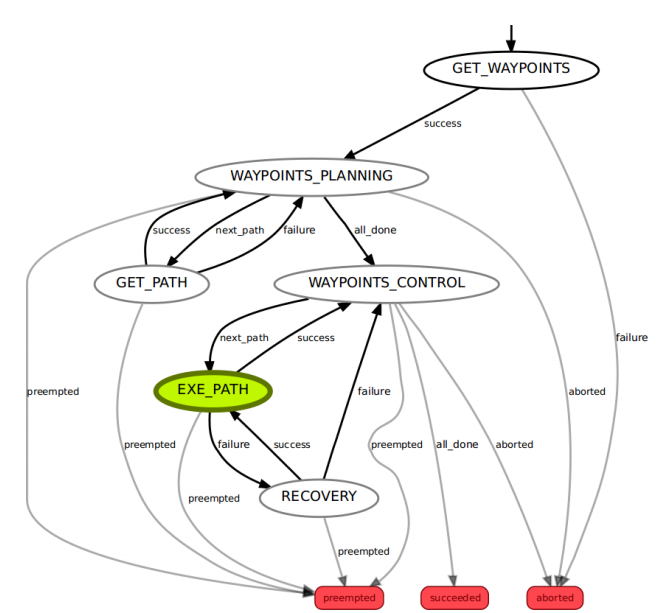 GET_WAYPOINTS
success
WAYPOINTS_PLANNING
success
next_path
failure
all_done
GET_PATH
WAYPOINTS_CONTROL
next_path
success
failure
EXE_PATH
preempted
failure
aborted
preempted
failure
success
preempted
all_done
aborted
RECOVERY
preempted
preempted
preempted
succeeded
aborted